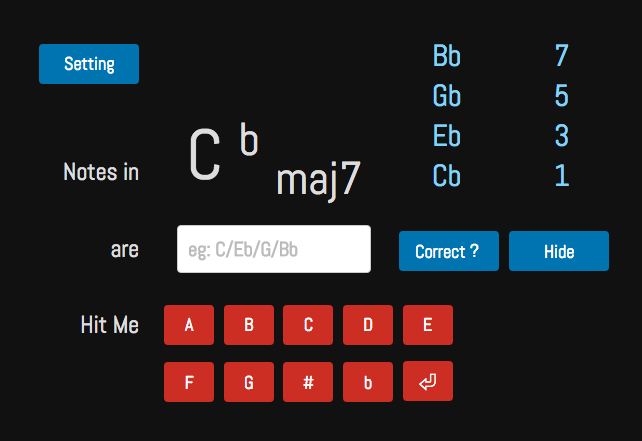 Setting
Bb 7
Gb 5
Eb 3
Cb 1
Notes in C b maj7
are eg: C/Eb/G/Bb Correct ? Hide
Hit Me A B C D E
F G # b